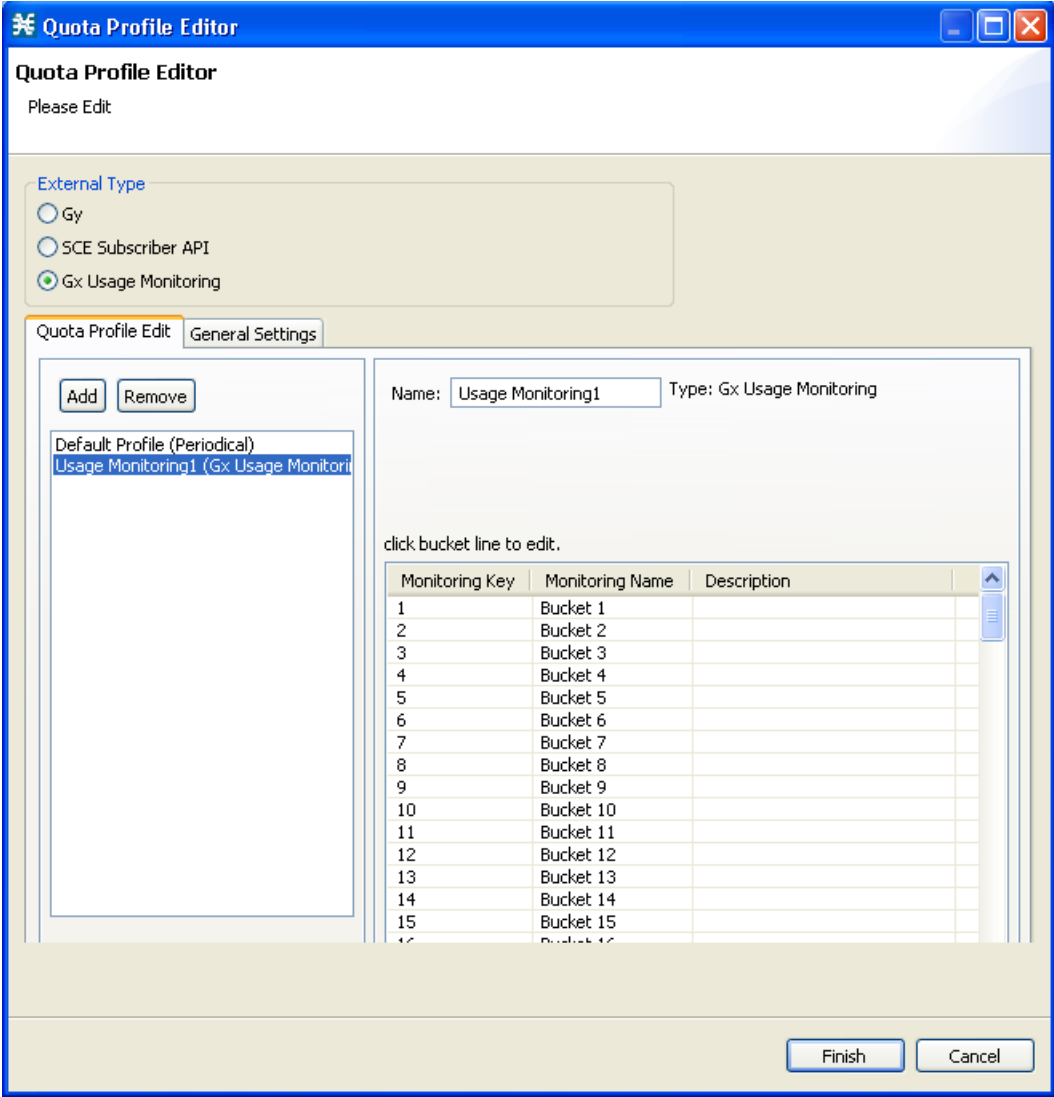 Quota Profile Editor
Quota Profile Editor
Please Edit
External Type
Gy
SCE Subscriber API
Gx Usage Monitoring
Quota Profile Edit General Settings
Add Remove
Default Profile (Periodical)
Usage Monitoring1 (Gx Usage Monitori
Name: Usage Monitoring1 Type: Gx Usage Monitoring
click bucket line to edit.
Monitoring Key Monitoring Name Description
1 Bucket 1
2 Bucket 2
3 Bucket 3
4 Bucket 4
5 Bucket 5
6 Bucket 6
7 Bucket 7
8 Bucket 8
9 Bucket 9
10 Bucket 10
11 Bucket 11
12 Bucket 12
13 Bucket 13
14 Bucket 14
15 Bucket 15
Finish Cancel